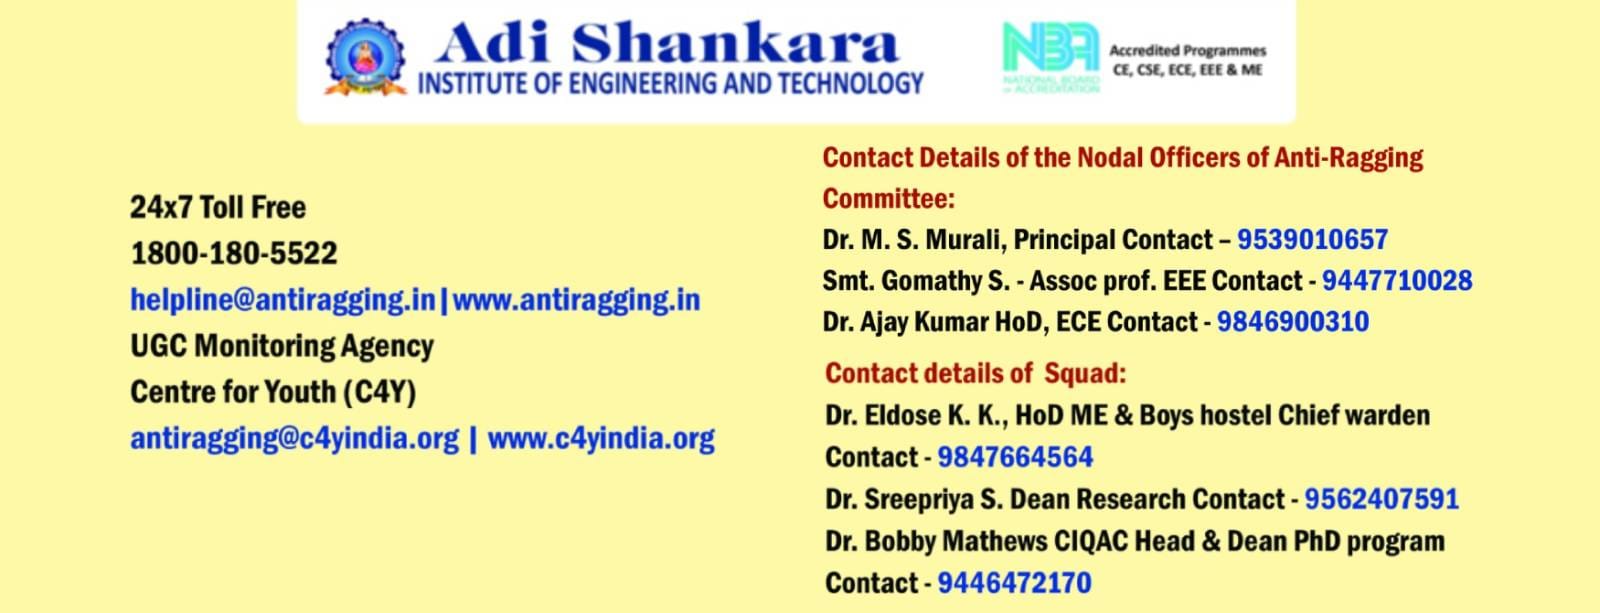 Adi Shankara
INSTITUTE OF ENGINEERING AND TECHNOLOGY
NBA
NATIONAL BOARD
OF ACCREDITATION
Accredited Programmes
CE, CSE, ECE, EEE & ME
24x7 Toll Free
1800-180-5522
helpline@antiragging.in|www.antiragging.in
UGC Monitoring Agency
Centre for Youth (C4Y)
antiragging@c4yindia.org | www.c4yindia.org
Contact Details of the Nodal Officers of Anti-Ragging
Committee:
Dr. M. S. Murali, Principal Contact – 9539010657
Smt. Gomathy S. - Assoc prof. EEE Contact - 9447710028
Dr. Ajay Kumar HoD, ECE Contact - 9846900310
Contact details of Squad:
Dr. Eldose K. K., HoD ME & Boys hostel Chief warden
Contact - 9847664564
Dr. Sreepriya S. Dean Research Contact - 9562407591
Dr. Bobby Mathews CIQAC Head & Dean PhD program
Contact - 9446472170